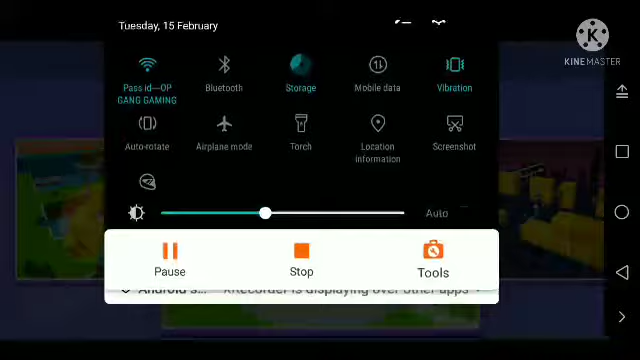 Tuesday, 15 February
K
KINEMASTER
Pass id—OP
GANG GAMING
Bluetooth
Storage
Mobile data
Vibration
Auto-rotate
Airplane mode
Torch
Location
information
Screenshot
Auto
Pause
Stop
Tools
Android s... XRecorder is displaying over other apps